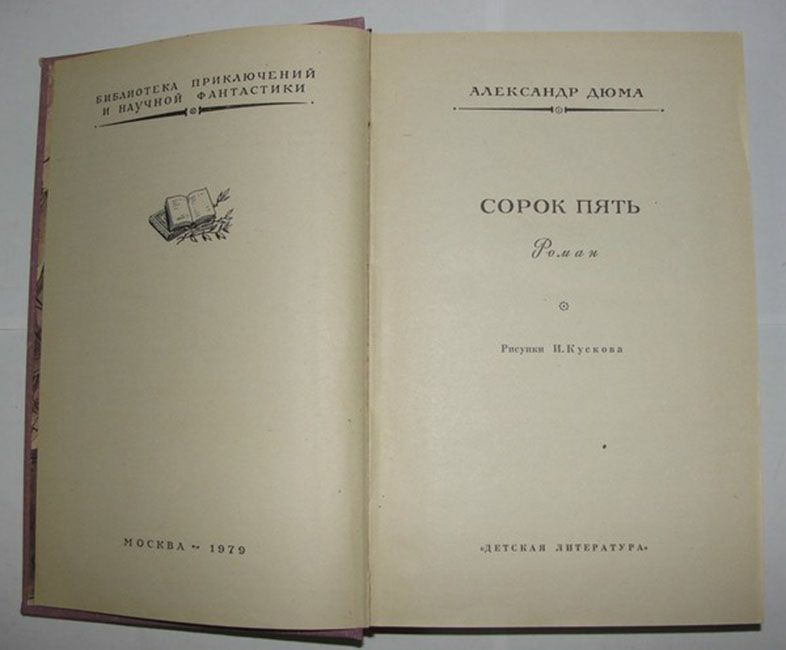 БИБЛИОТЕКА ПРИКЛЮЧЕНИЙ
И НАУЧНОЙ ФАНТАСТИКИ
МОСКВА ~ 1979
АЛЕКСАНДР ДЮМА
СОРОК ПЯТЬ
Роман
Рисунки И. Кускова
«ДЕТСКАЯ ЛИТЕРАТУРА»